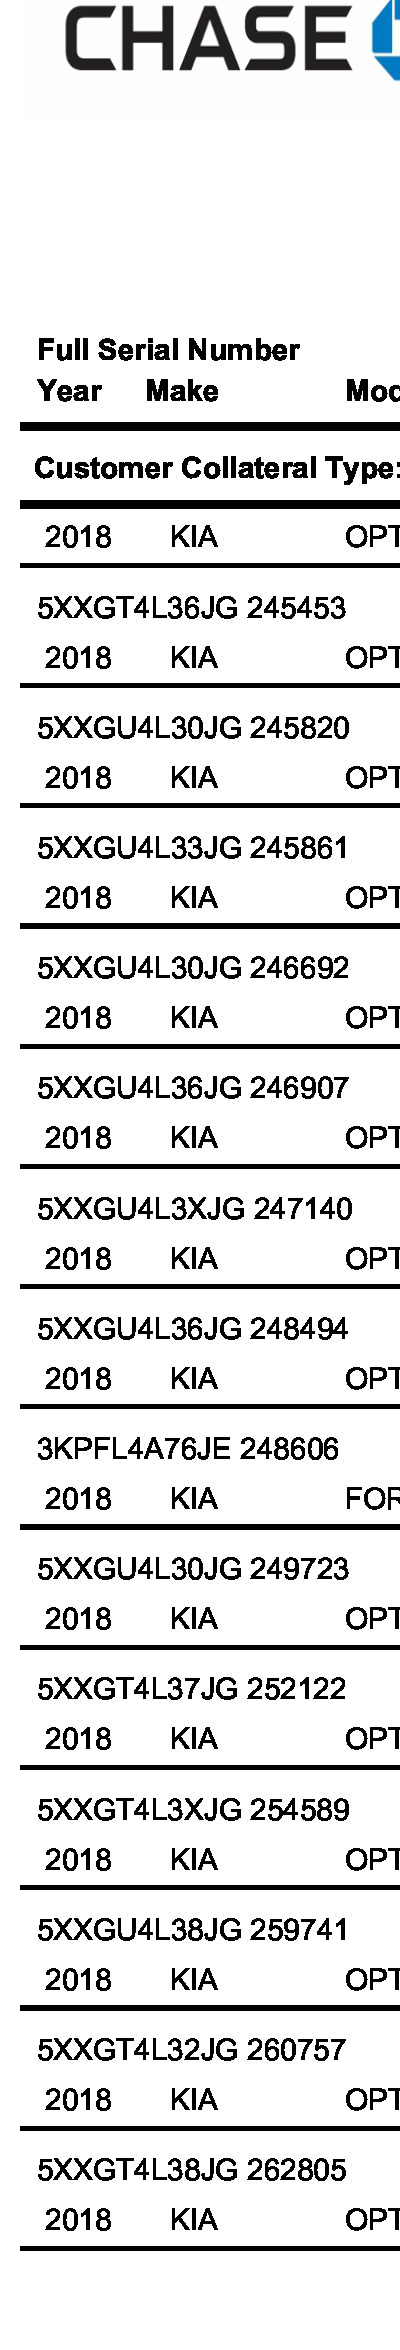 CHASE
Full Serial Number
Year Make Mod
Customer Collateral Type:
2018 KIA OPT
5XXGT4L36JG 245453
2018 KIA OPT
5XXGU4L30JG 245820
2018 KIA OPT
5XXGU4L33JG 245861
2018 KIA OPT
5XXGU4L30JG 246692
2018 KIA OPT
5XXGU4L36JG 246907
2018 KIA OPT
5XXGU4L3XJG 247140
2018 KIA OPT
5XXGU4L36JG 248494
2018 KIA OPT
3KPFL4A76JE 248606
2018 KIA FOR
5XXGU4L30JG 249723
2018 KIA OPT
5XXGT4L37JG 252122
2018 KIA OPT
5XXGT4L3XJG 254589
2018 KIA OPT
5XXGU4L38JG 259741
2018 KIA OPT
5XXGT4L32JG 260757
2018 KIA OPT
5XXGT4L38JG 262805
2018 KIA OPT